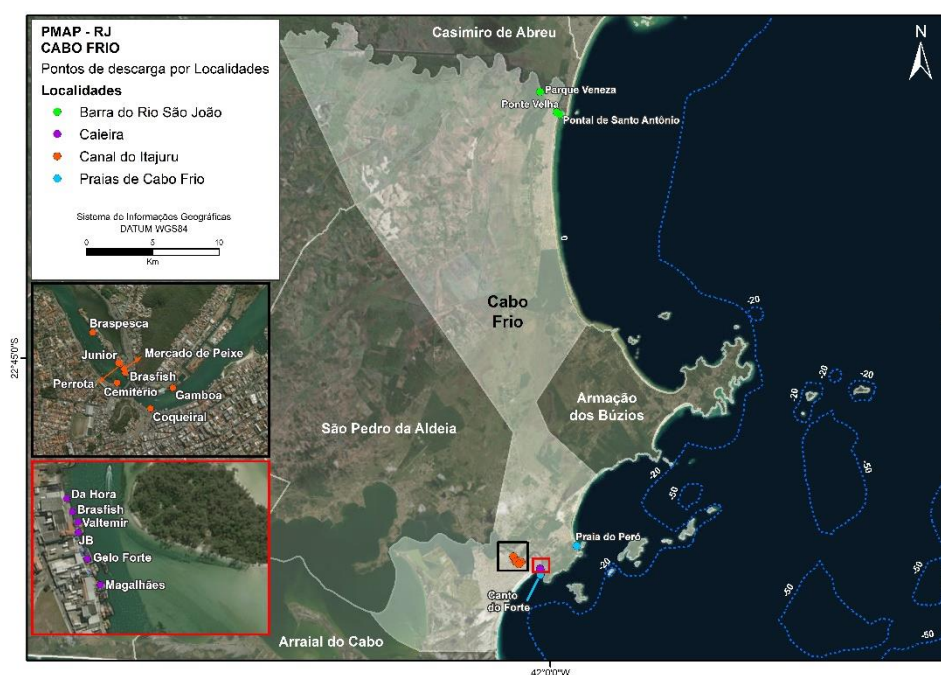 PMAP - RJ
CABO FRIO
Pontos de descarga por Localidades
Localidades
Barra do Rio São João
Caieira
Canal do Itajuru
Praias de Cabo Frio
Sistema de Informações Geográficas
DATUM WGS84
0 5 10
Km
N
Casimiro de Abreu
Parque Veneza
Ponte Velha
Pontal de Santo Antônio
0
-20
Cabo
Frio
22°45'0"S
Braspesca
Junior
Mercado de Peixe
Perrota
Brasfish
Cemitério
Gamboa
Coqueiral
Armação
dos Búzios
-20
-20
-20
São Pedro da Aldeia
-20
-50
-50
Da Hora
Brasfish
Valtemir
JB
Gelo Forte
Magalhães
Praia do Peró
-20
Canto
do Forte
-50
-50
-50
Arraial do Cabo
42°0'0"W